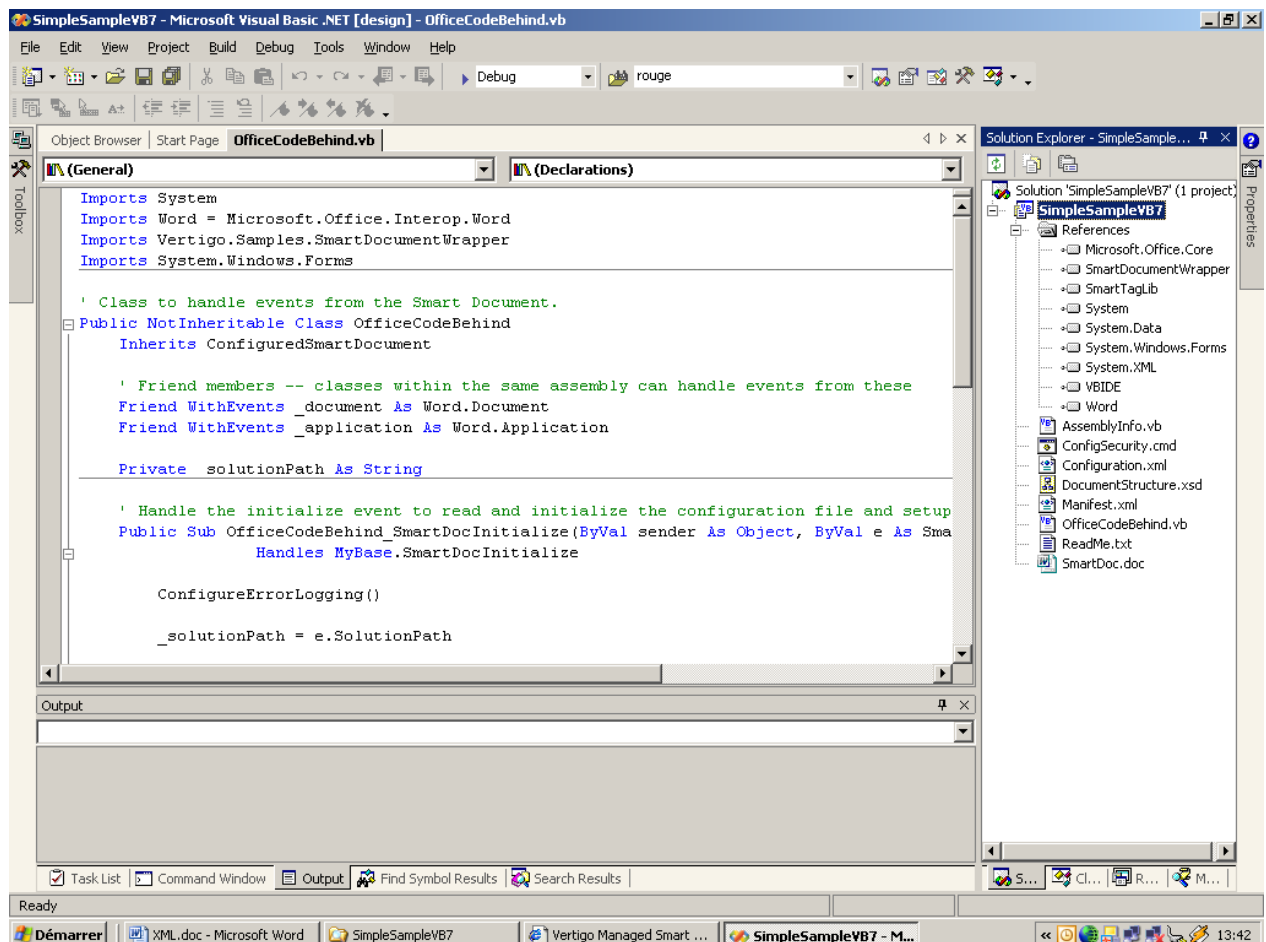 SimpleSampleVB7 - Microsoft Visual Basic .NET [design] - OfficeCodeBehind.vb
File Edit View Project Build Debug Tools Window Help
Debug rouge
Object Browser Start Page OfficeCodeBehind.vb
(General) (Declarations)
Toolbox
Imports System
Imports Word = Microsoft.Office.Interop.Word
Imports Vertigo.Samples.SmartDocumentWrapper
Imports System.Windows.Forms
' Class to handle events from the Smart Document.
Public NotInheritable Class OfficeCodeBehind
Inherits ConfiguredSmartDocument
' Friend members -- classes within the same assembly can handle events from these
Friend WithEvents _document As Word.Document
Friend WithEvents _application As Word.Application
Private _solutionPath As String
' Handle the initialize event to read and initialize the configuration file and setup
Public Sub OfficeCodeBehind_SmartDocInitialize(ByVal sender As Object, ByVal e As Sma
Handles MyBase.SmartDocInitialize
ConfigureErrorLogging()
_solutionPath = e.SolutionPath
Output
Task List Command Window Output Find Symbol Results Search Results
Solution Explorer - SimpleSample...
Solution 'SimpleSampleVB7' (1 project)
SimpleSampleVB7
References
Microsoft.Office.Core
SmartDocumentWrapper
SmartTagLib
System
System.Data
System.Windows.Forms
System.XML
VBIDE
Word
AssemblyInfo.vb
ConfigSecurity.cmd
Configuration.xml
DocumentStructure.xsd
Manifest.xml
OfficeCodeBehind.vb
ReadMe.txt
SmartDoc.doc
S... Cl... R... M...
Properties
Ready
Démarrer XML.doc - Microsoft Word SimpleSampleVB7 Vertigo Managed Smart ... SimpleSampleVB7 - M... 13:42